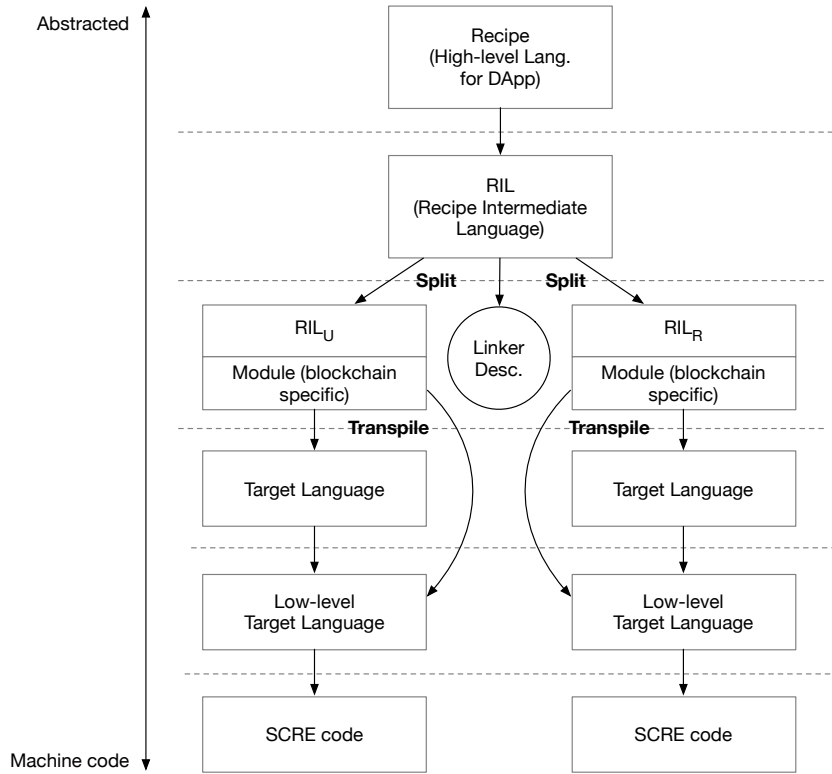 Abstracted
Recipe
(High-level Lang.
for DApp)
RIL
(Recipe Intermediate
Language)
Split
Split
RIL_U
Module (blockchain
specific)
Linker
Desc.
RIL_R
Module (blockchain
specific)
Transpile
Transpile
Target Language
Target Language
Low-level
Target Language
Low-level
Target Language
SCRE code
SCRE code
Machine code